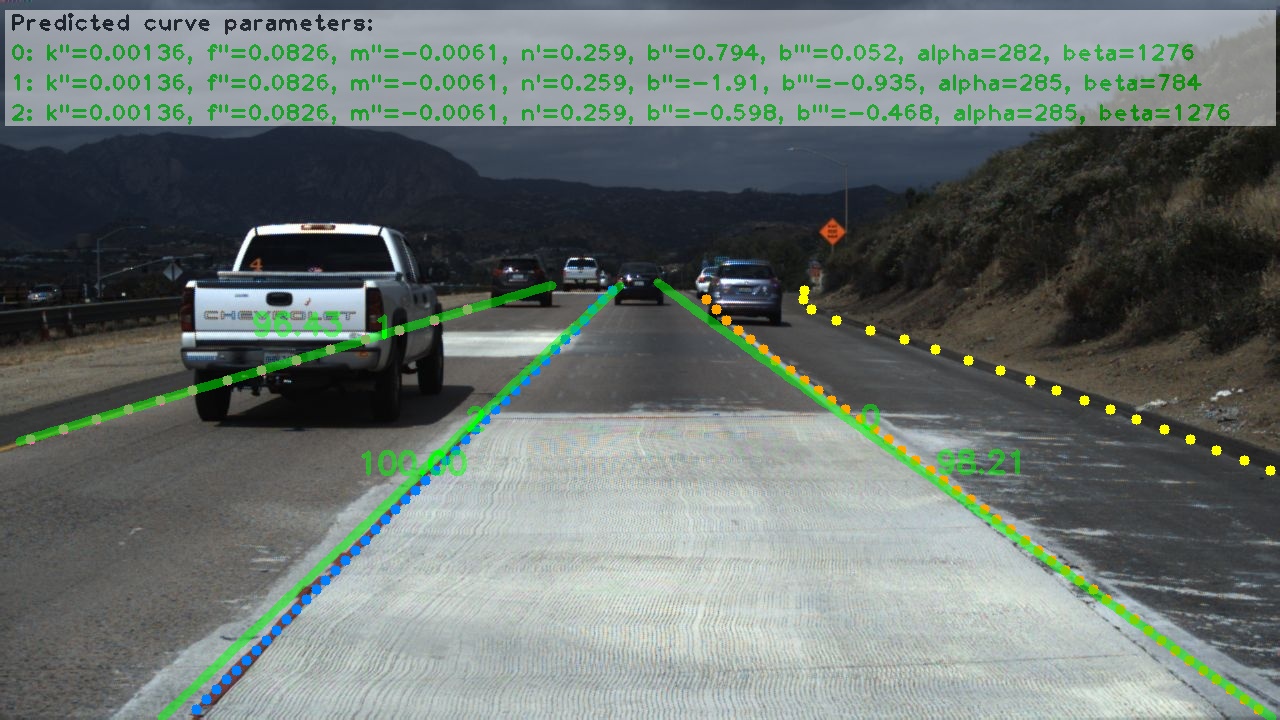 Predicted curve parameters:
0: k''=0.00136, f''=0.0826, m''=-0.0061, n'=0.259, b''=0.794, b'''=0.052, alpha=282, beta=1276
1: k''=0.00136, f''=0.0826, m''=-0.0061, n'=0.259, b''=-1.91, b'''=-0.935, alpha=285, beta=784
2: k''=0.00136, f''=0.0826, m''=-0.0061, n'=0.259, b''=-0.598, b'''=-0.468, alpha=285, beta=1276
4
CHEVROLET
96.43 1
2 0
100.00 98.21